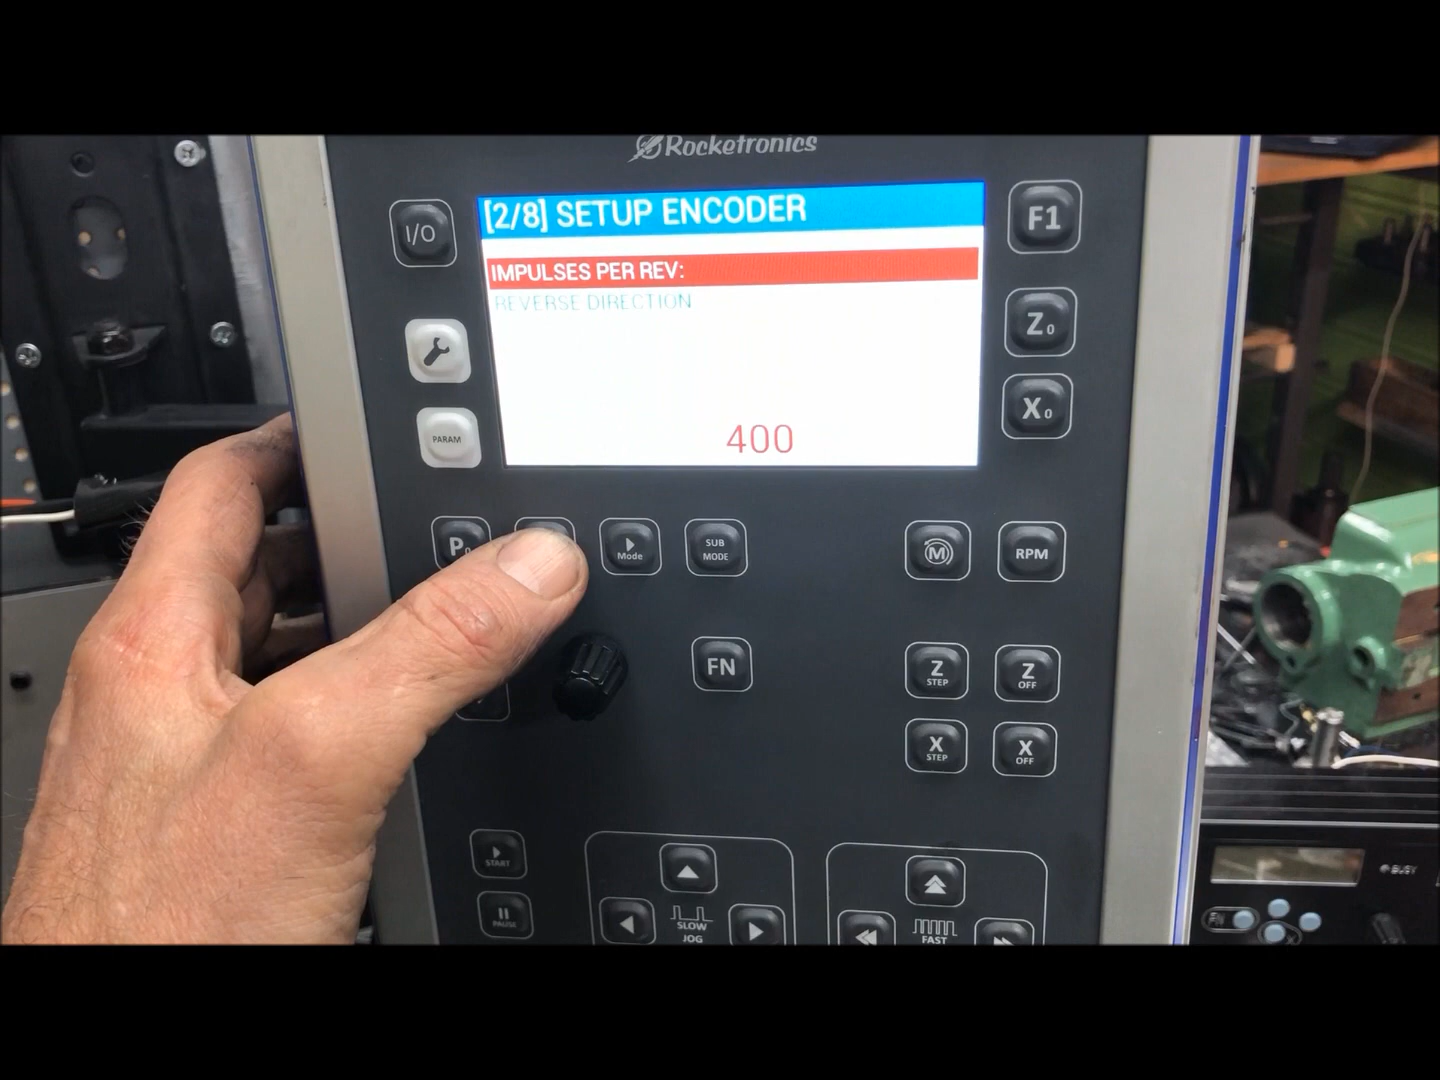 Rocketronics
[2/8] SETUP ENCODER
I/O
F1
IMPULSES PER REV:
REVERSE DIRECTION
Z0
X0
PARAM
400
P0
Mode
SUB
MODE
M
RPM
FN
Z
STEP
Z
OFF
X
STEP
X
OFF
START
PAUSE
SLOW
JOG
FAST
BUSY
FN